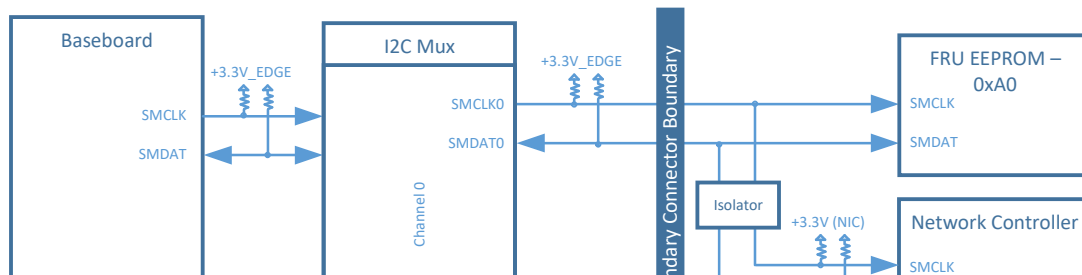 Baseboard
I2C Mux
FRU EEPROM –
0xA0
+3.3V_EDGE
+3.3V_EDGE
SMCLK
SMCLK0
SMCLK
SMDAT
SMDAT0
SMDAT
Channel 0
Connector Boundary
Isolator
+3.3V (NIC)
Network Controller
SMCLK